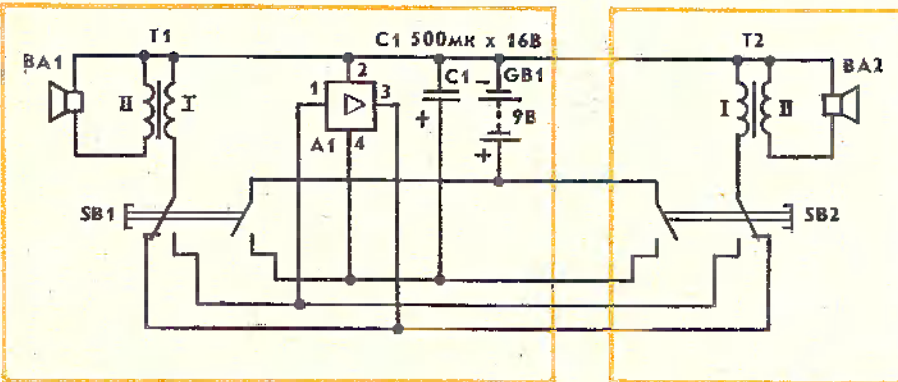 T1
C1 500мк x 16В
T2
BA1
II
I
1
2
3
A1
4
C1
+
−
GB1
9В
+
I
II
BA2
SB1
SB2